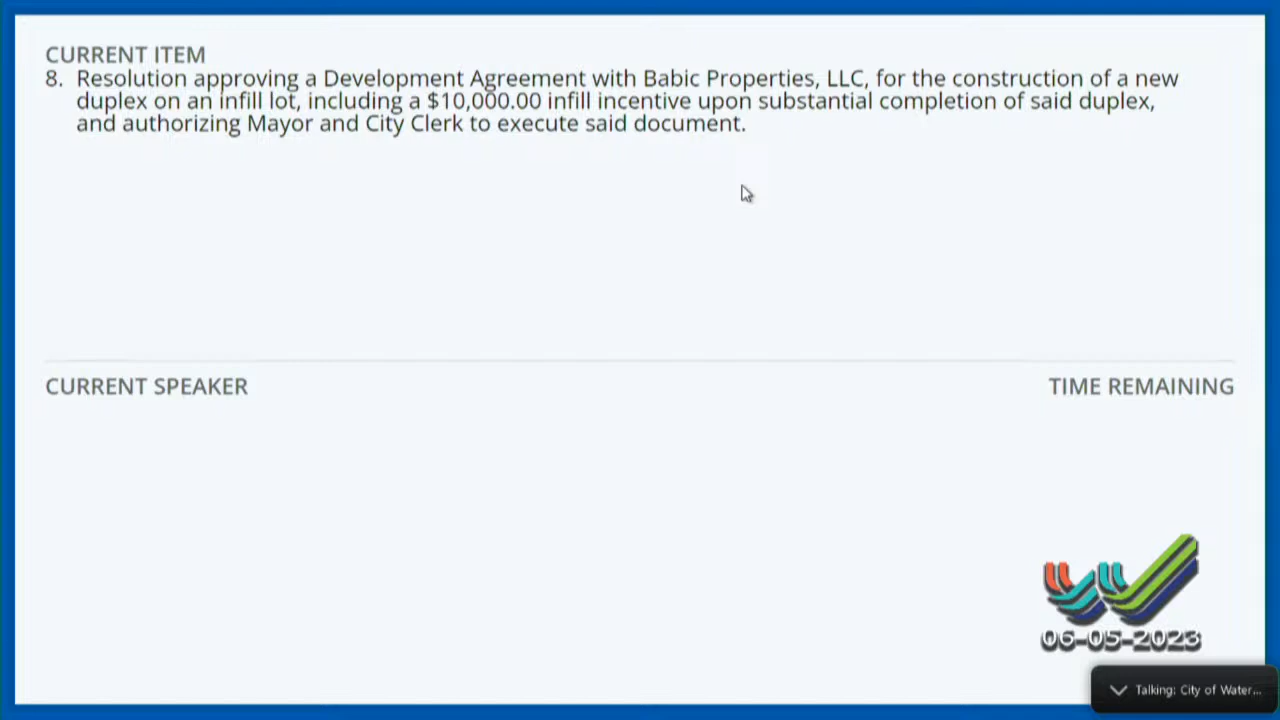 CURRENT ITEM
8. Resolution approving a Development Agreement with Babic Properties, LLC, for the construction of a new
duplex on an infill lot, including a $10,000.00 infill incentive upon substantial completion of said duplex,
and authorizing Mayor and City Clerk to execute said document.
CURRENT SPEAKER
TIME REMAINING
06-05-2023
Talking: City of Water...